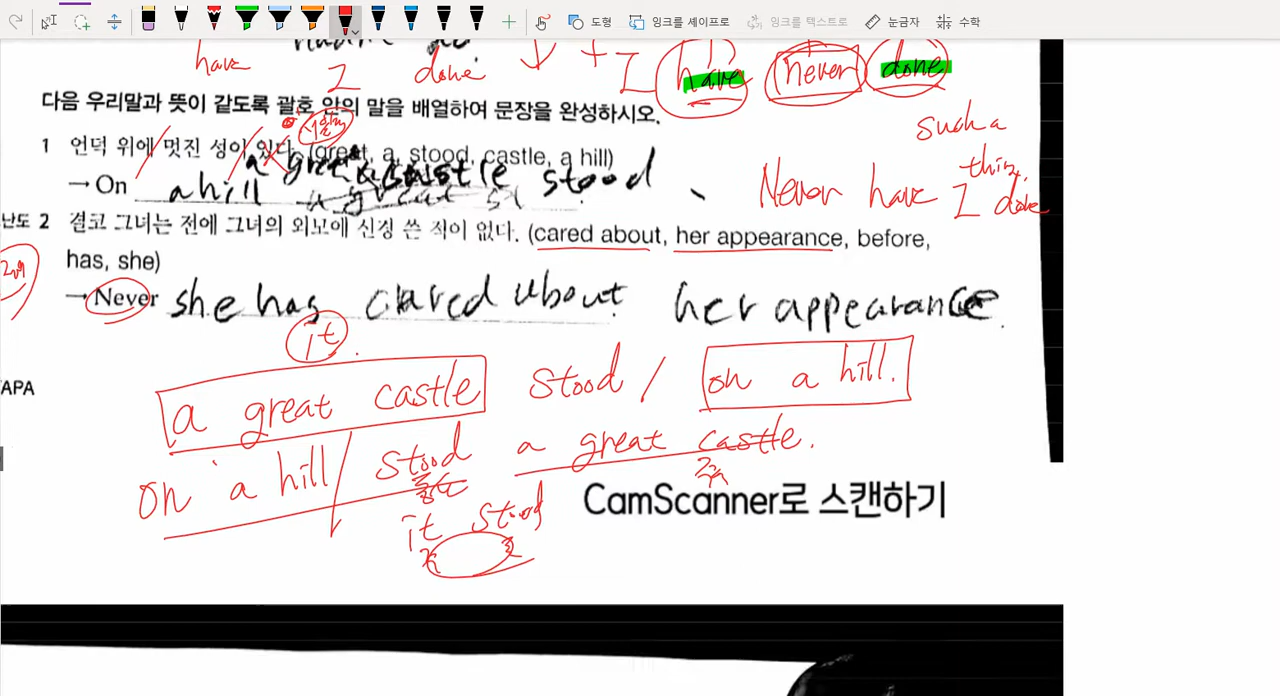 도형 잉크를 셰이프로 잉크를 텍스트로 눈금자 수학
have I done ↓ + I have never done
다음 우리말과 뜻이 같도록 괄호 안의 말을 배열하여 문장을 완성하시오.
such a
1 언덕 위에 멋진 성이 있다. (great, a, stood, castle, a hill)
thing.
→ On a hill a great castle stood
Never have I done
난도 2 결코 그녀는 전에 그녀의 외모에 신경 쓴 적이 없다. (cared about, her appearance, before,
has, she)
→ Never she has cared about her appearance.
it
a great castle stood / on a hill.
TAPA
on a hill / stood a great castle.
it stood
CamScanner로 스캔하기